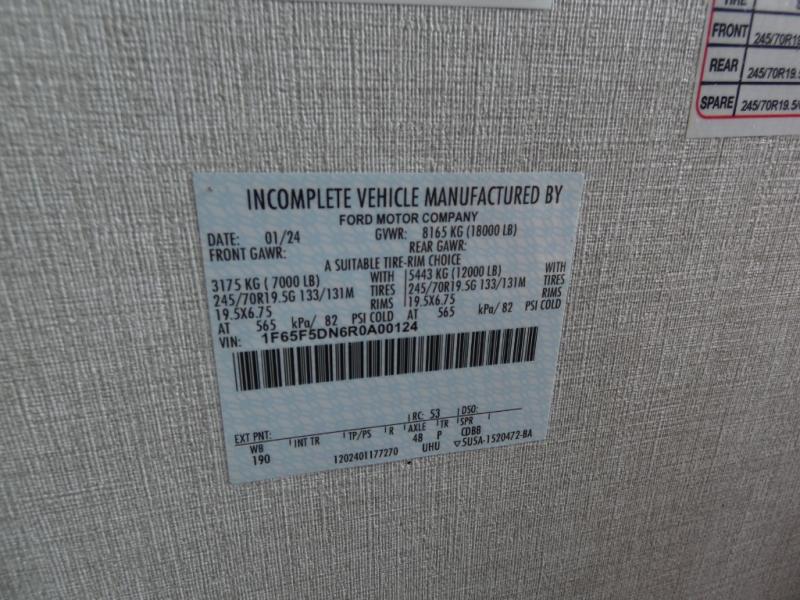 TIRE
FRONT 245/70R19.
REAR 245/70R19.5
SPARE 245/70R19.5/
INCOMPLETE VEHICLE MANUFACTURED BY
FORD MOTOR COMPANY
DATE: 01/24 GVWR: 8165 KG (18000 LB)
FRONT GAWR: REAR GAWR:
A SUITABLE TIRE-RIM CHOICE
3175 KG ( 7000 LB) WITH 5443 KG (12000 LB) WITH
245/70R19.5G 133/131M TIRES 245/70R19.5G 133/131M TIRES
19.5X6.75 RIMS 19.5X6.75 RIMS
AT 565 kPa/ 82 PSI COLD AT 565 kPa/ 82 PSI COLD
VIN: 1F65F5DN6R0A00124
RC: 53 DSO:
EXT PNT: INT TR TP/PS R AXLE TR SPR
WB 48 P CDBB
190 1202401177270 UHU ▽5U5A-1520472-BA